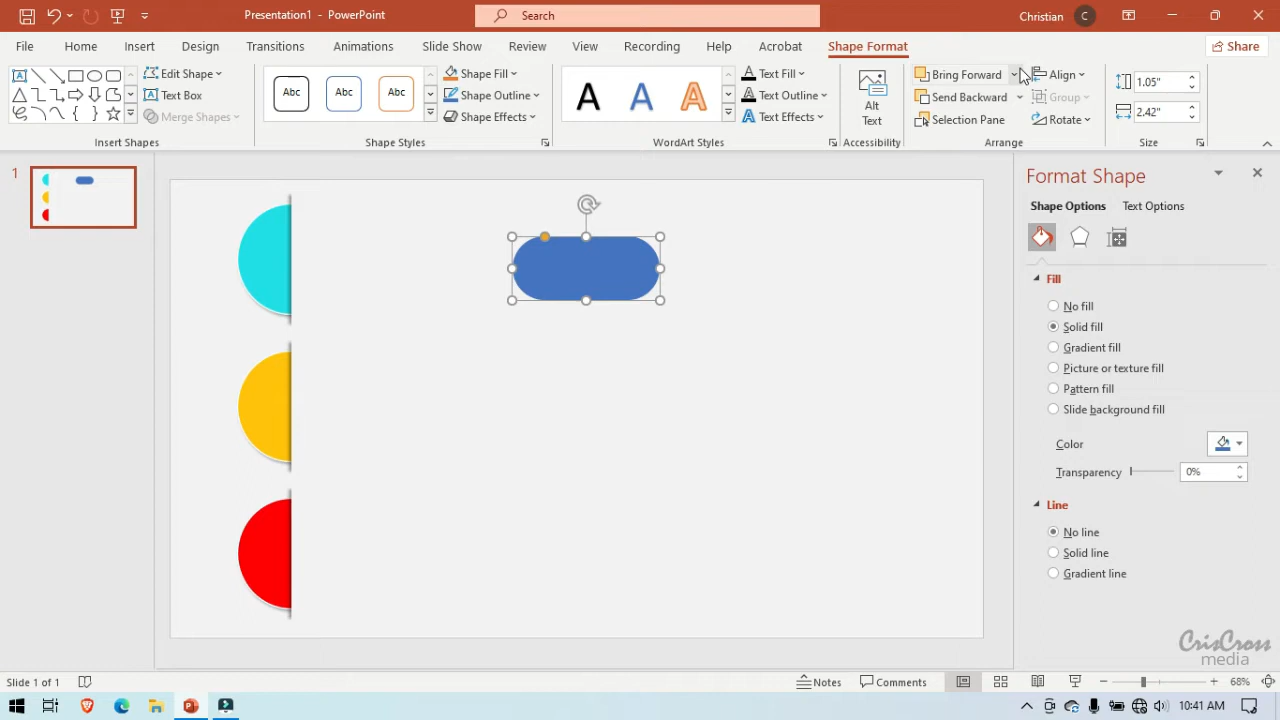 Presentation1 - PowerPoint
Search
Christian
C
File
Home
Insert
Design
Transitions
Animations
Slide Show
Review
View
Recording
Help
Acrobat
Shape Format
Share
Edit Shape
Text Box
Merge Shapes
Insert Shapes
Abc
Abc
Abc
Shape Fill
Shape Outline
Shape Effects
Shape Styles
A
A
A
Text Fill
Text Outline
Text Effects
WordArt Styles
Alt
Text
Accessibility
Bring Forward
Send Backward
Selection Pane
Align
Group
Rotate
Arrange
1.05"
2.42"
Size
1
Format Shape
Shape Options
Text Options
Fill
No fill
Solid fill
Gradient fill
Picture or texture fill
Pattern fill
Slide background fill
Color
Transparency
0%
Line
No line
Solid line
Gradient line
CrisCross
media
Slide 1 of 1
Notes
Comments
68%
10:41 AM